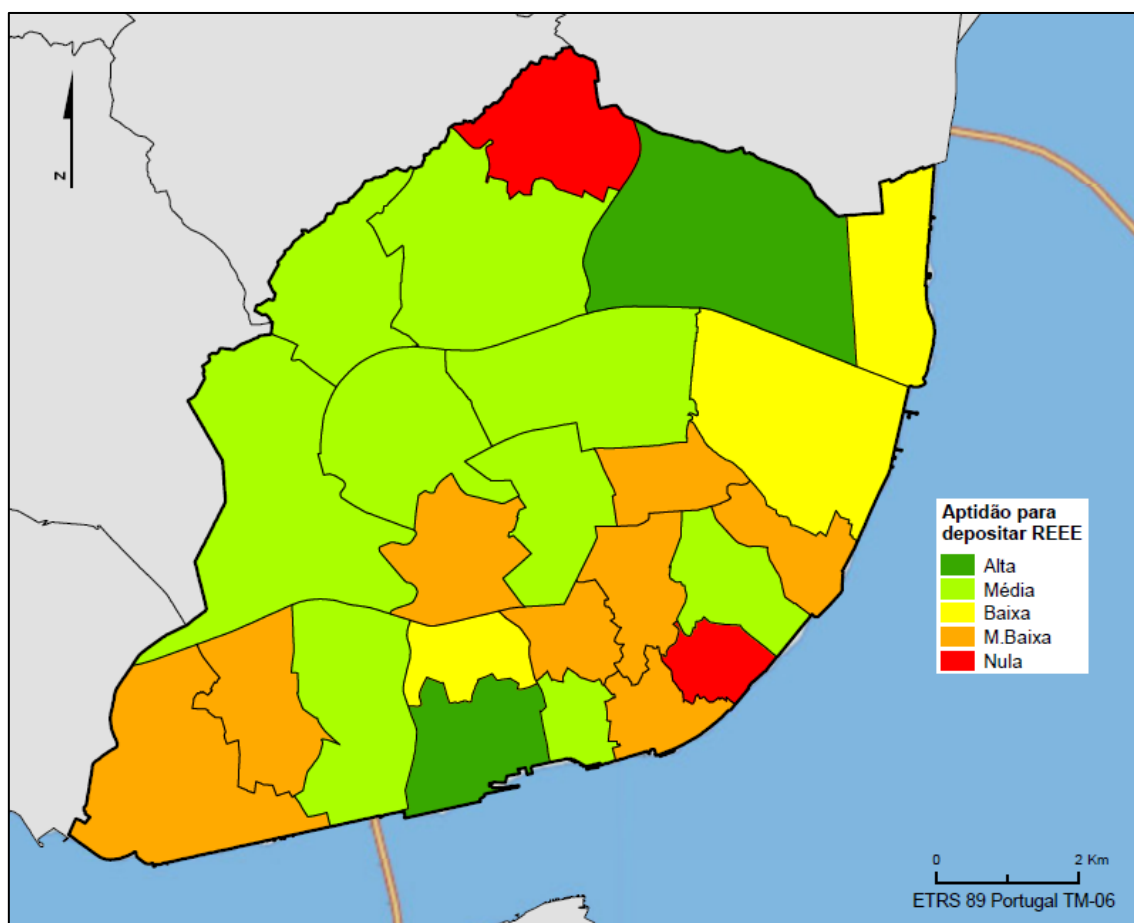 N
Aptidão para
depositar REEE
Alta
Média
Baixa
M.Baixa
Nula
0 2 Km
ETRS 89 Portugal TM-06